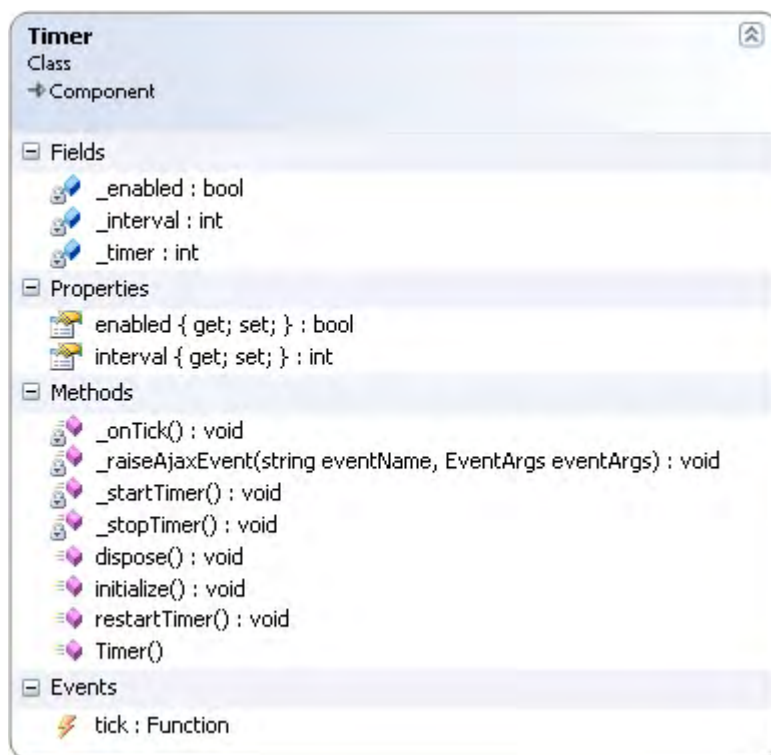 Timer
Class
Component
Fields
_enabled : bool
_interval : int
_timer : int
Properties
enabled { get; set; } : bool
interval { get; set; } : int
Methods
_onTick() : void
_raiseAjaxEvent(string eventName, EventArgs eventArgs) : void
_startTimer() : void
_stopTimer() : void
dispose() : void
initialize() : void
restartTimer() : void
Timer()
Events
tick : Function